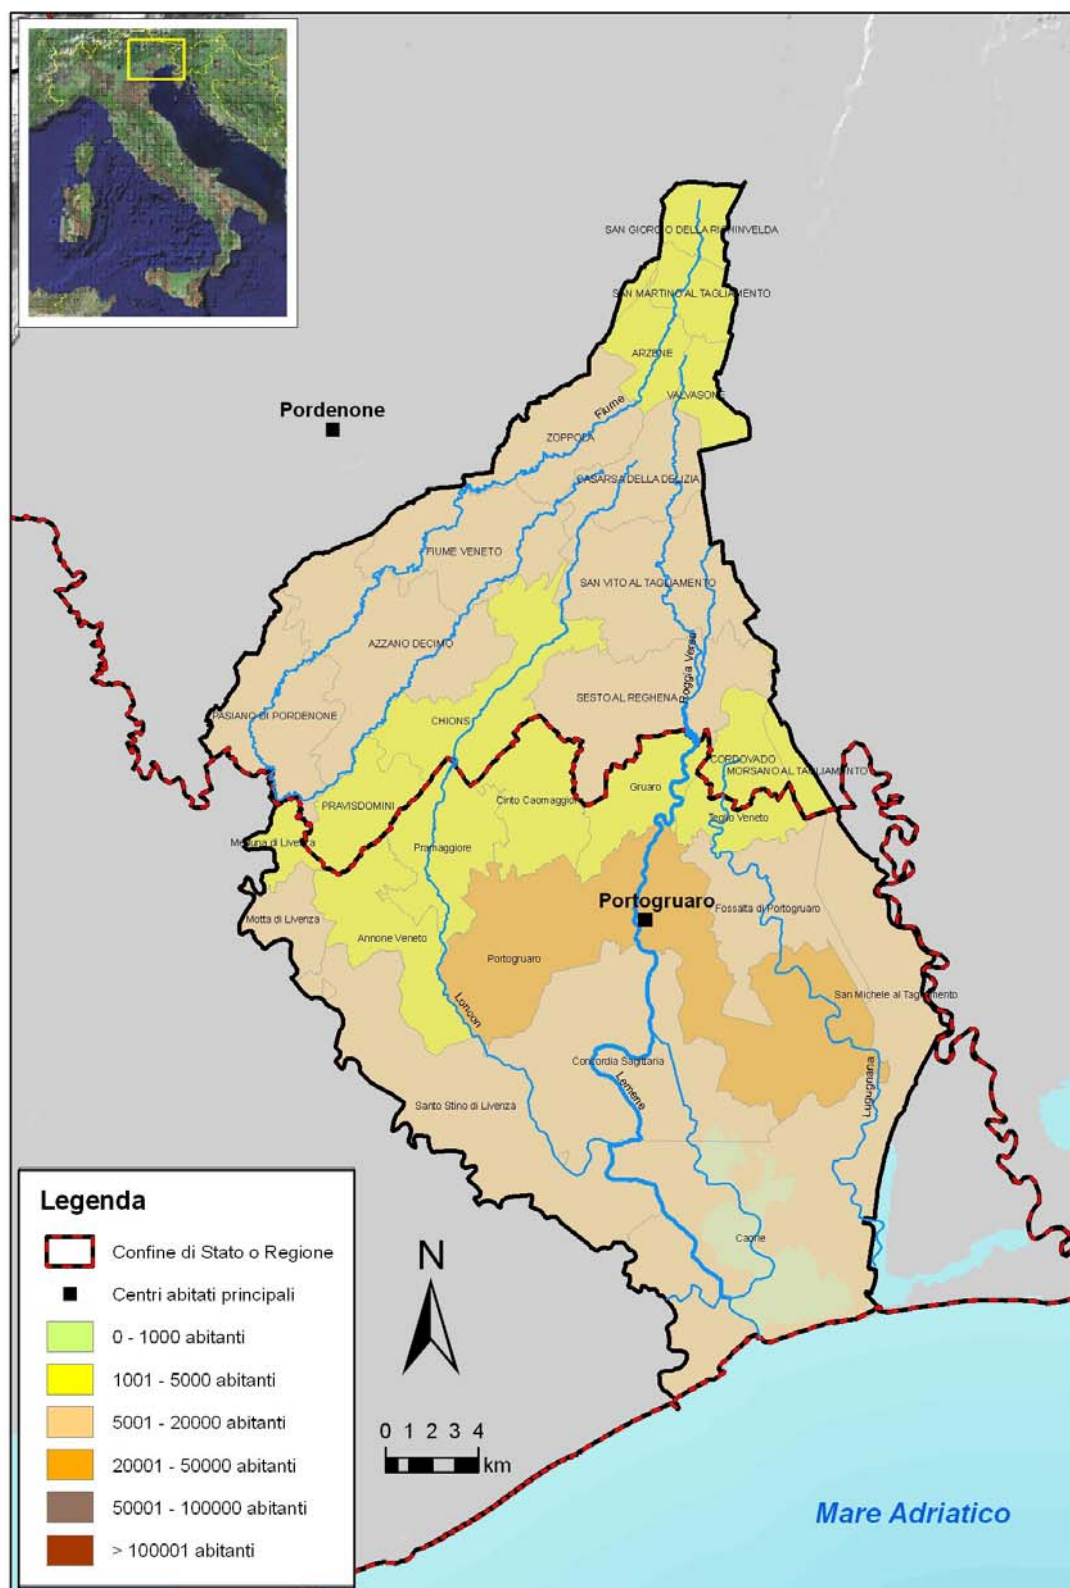 SAN GIORGIO DELLA RICHINVELDA
SAN MARTINO AL TAGLIAMENTO
ARZENE
VALVASONE
Pordenone
Fiume
ZOPPOLA
CASARSA DELLA DELIZIA
FIUME VENETO
SAN VITO AL TAGLIAMENTO
AZZANO DECIMO
Roggia Versa
SESTO AL REGHENA
PASIANO DI PORDENONE
CHIONS
CORDOVADO
MORSANO AL TAGLIAMENTO
PRAVISDOMINI
Cinto Caomaggior
Gruaro
Teglio Veneto
Meduna di Livenza
Pramaggiore
Portogruaro
Motta di Livenza
Fossalta di Portogruaro
Annone Veneto
Portogruaro
San Michele al Tagliamento
Loncon
Concordia Sagittaria
Lemene
Lugugnana
Santo Stino di Livenza
Caorle
Legenda
Confine di Stato o Regione
Centri abitati principali
0 - 1000 abitanti
1001 - 5000 abitanti
5001 - 20000 abitanti
20001 - 50000 abitanti
50001 - 100000 abitanti
> 100001 abitanti
N
0 1 2 3 4
km
Mare Adriatico